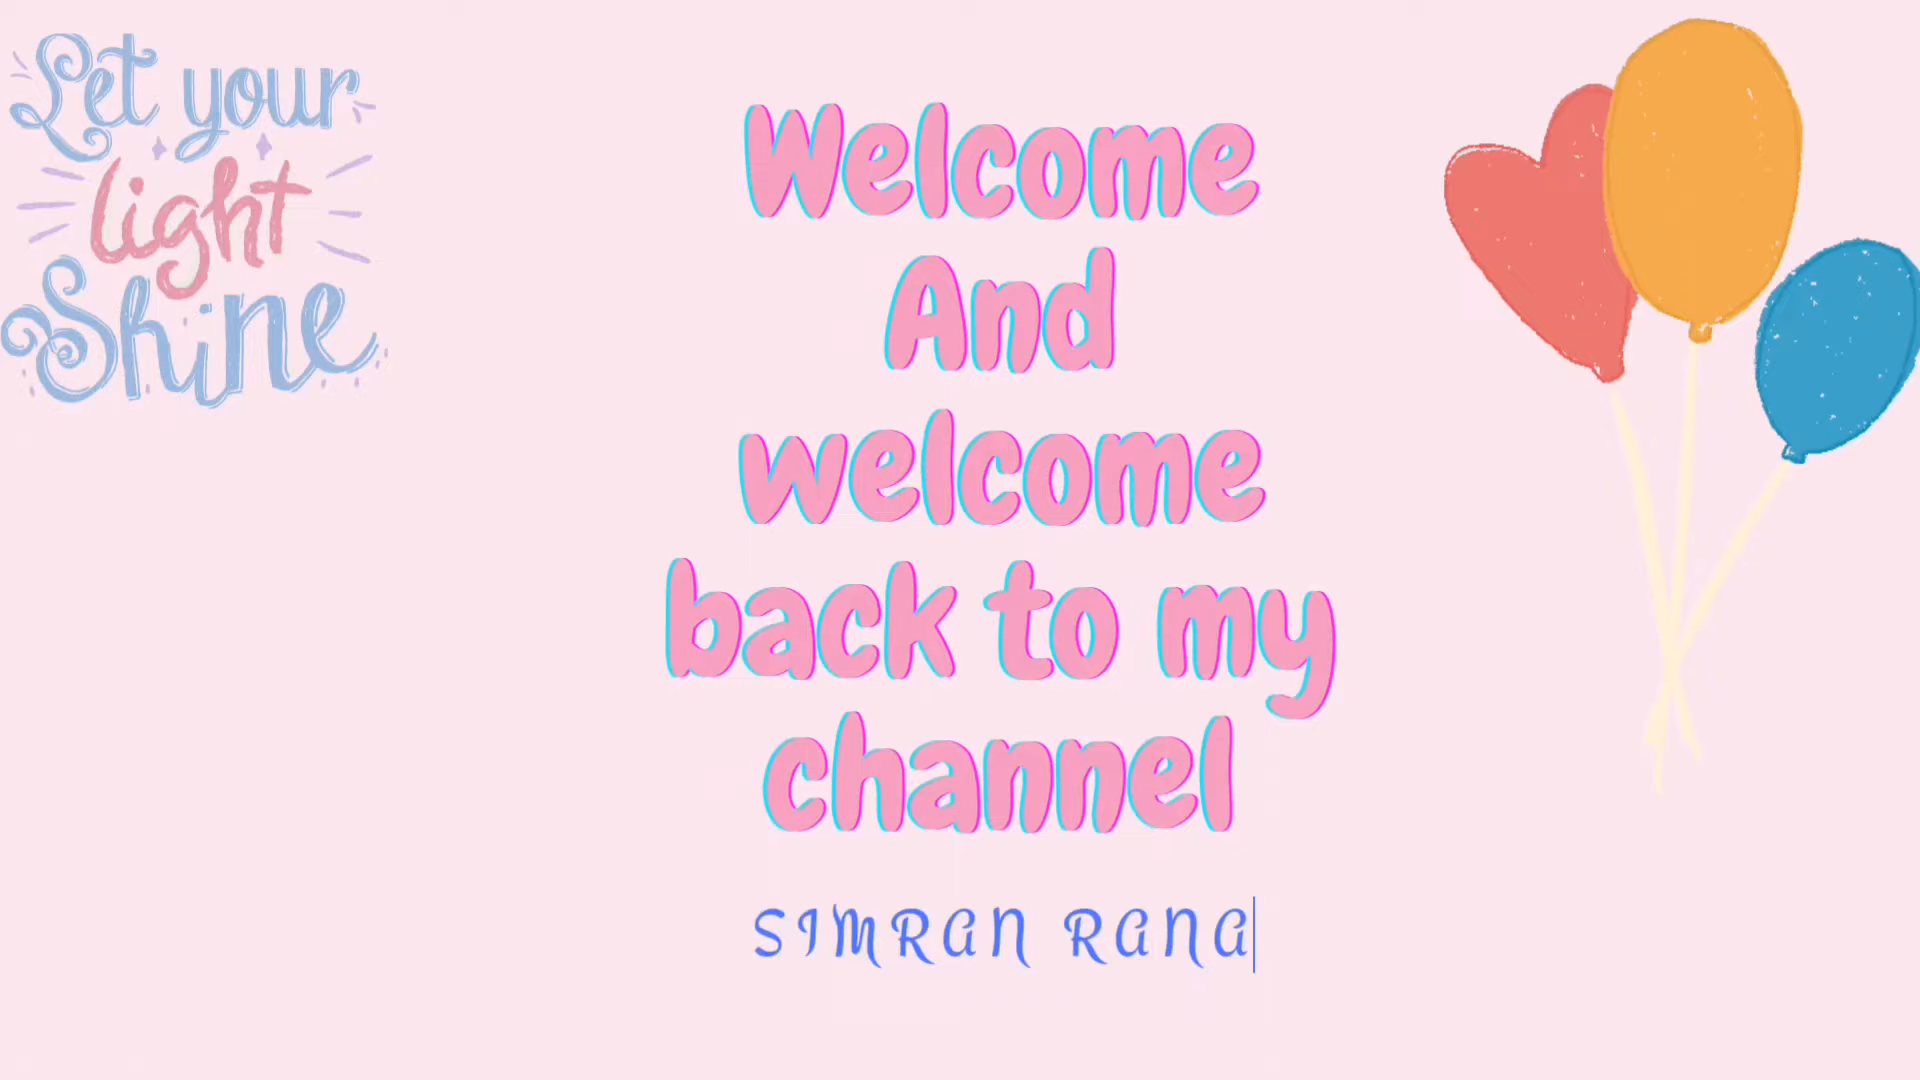 Let your
light
Shine
Welcome
And
welcome
back to my
channel
SIMRAN RANA